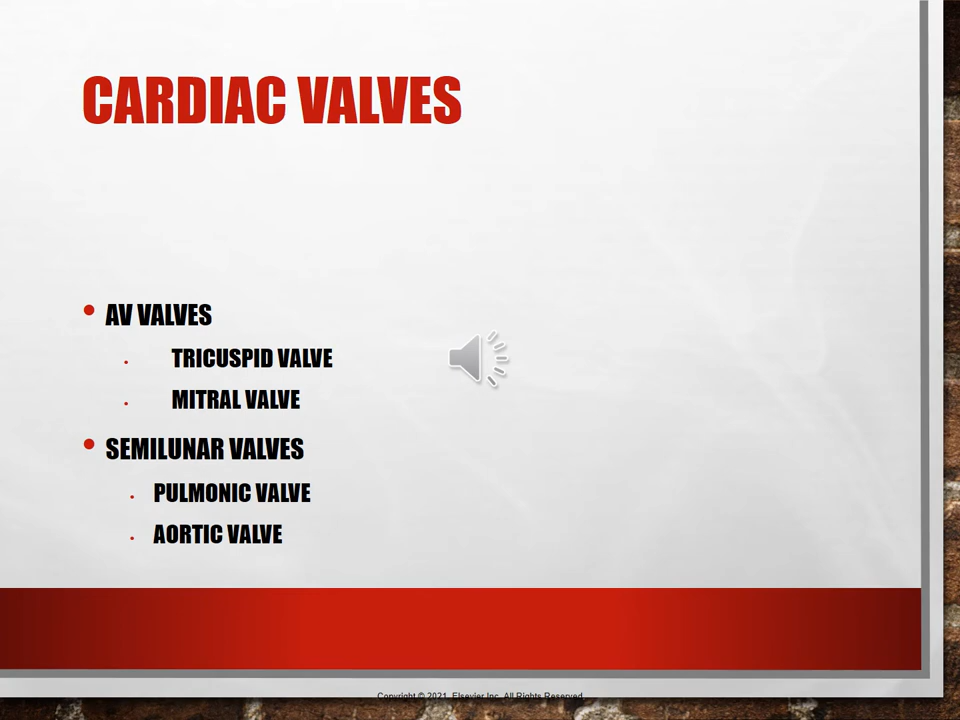 CARDIAC VALVES
• AV VALVES
• TRICUSPID VALVE
• MITRAL VALVE
• SEMILUNAR VALVES
• PULMONIC VALVE
• AORTIC VALVE
Copyright © 2021, Elsevier Inc. All Rights Reserved.